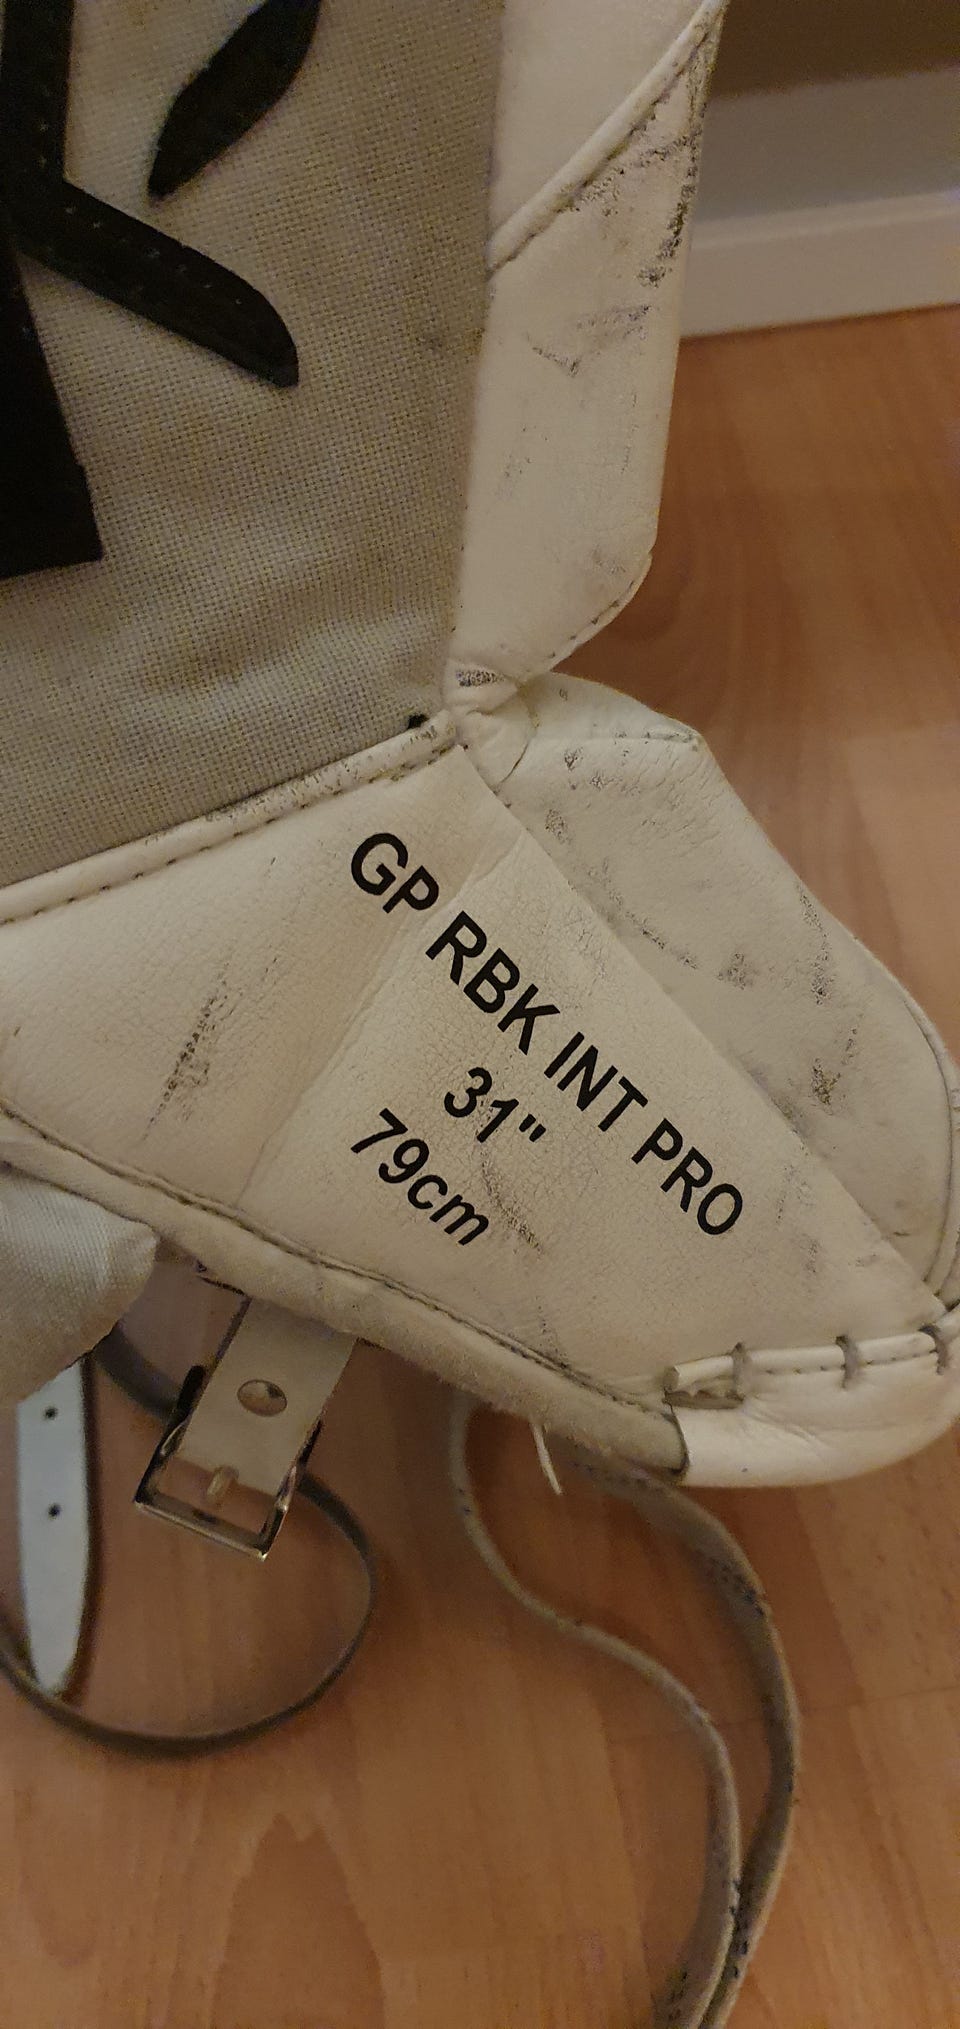 GP RBK INT PRO
31"
79cm